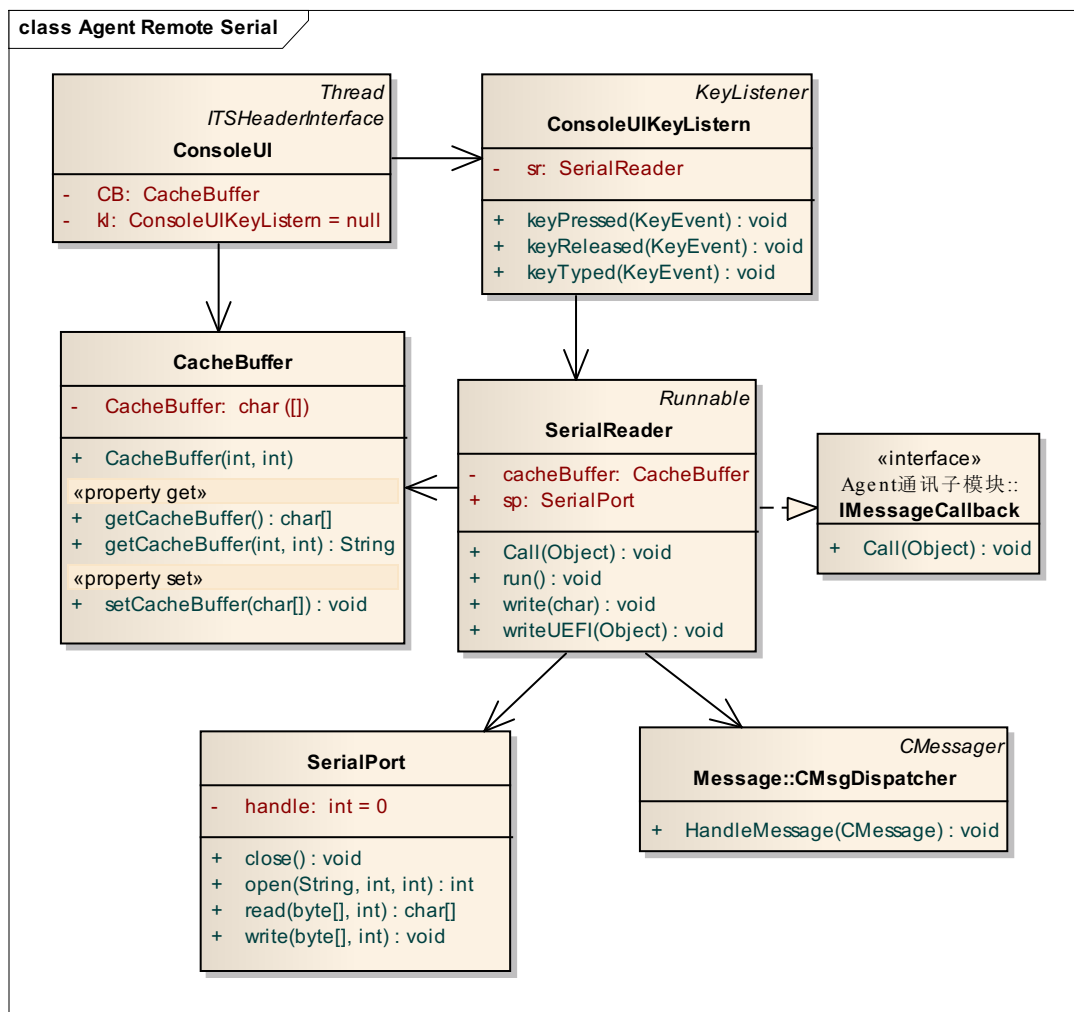 class Agent Remote Serial
Thread
ITSHeaderInterface
ConsoleUI
- CB: CacheBuffer
- kl: ConsoleUIKeyListern = null
KeyListener
ConsoleUIKeyListern
- sr: SerialReader
+ keyPressed(KeyEvent) : void
+ keyReleased(KeyEvent) : void
+ keyTyped(KeyEvent) : void
CacheBuffer
- CacheBuffer: char ([])
+ CacheBuffer(int, int)
«property get»
+ getCacheBuffer() : char[]
+ getCacheBuffer(int, int) : String
«property set»
+ setCacheBuffer(char[]) : void
Runnable
SerialReader
- cacheBuffer: CacheBuffer
+ sp: SerialPort
+ Call(Object) : void
+ run() : void
+ write(char) : void
+ writeUEFI(Object) : void
«interface»
Agent通讯子模块::
IMessageCallback
+ Call(Object) : void
SerialPort
- handle: int = 0
+ close() : void
+ open(String, int, int) : int
+ read(byte[], int) : char[]
+ write(byte[], int) : void
CMessager
Message::CMsgDispatcher
+ HandleMessage(CMessage) : void